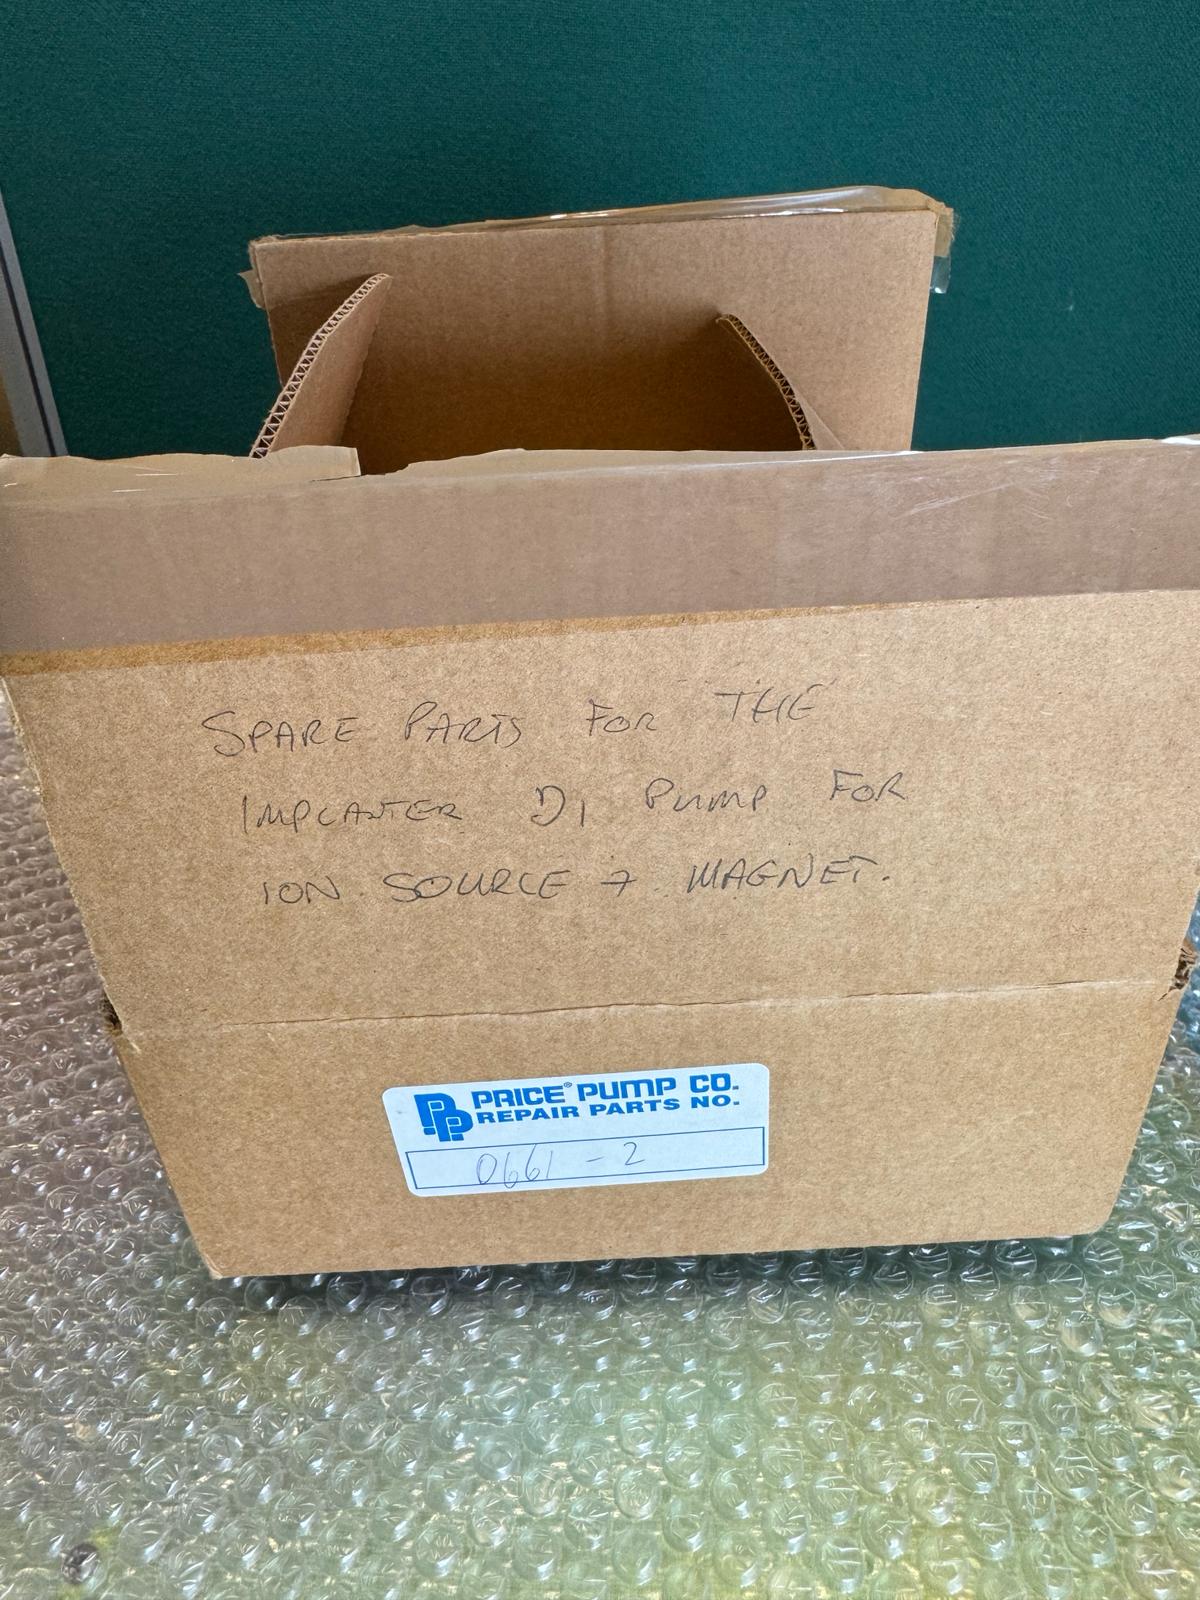 SPARE PARTS FOR THE
IMPLANTER DI PUMP FOR
ION SOURCE + MAGNET.
PP PRICE® PUMP CO.
REPAIR PARTS NO.
0661-2